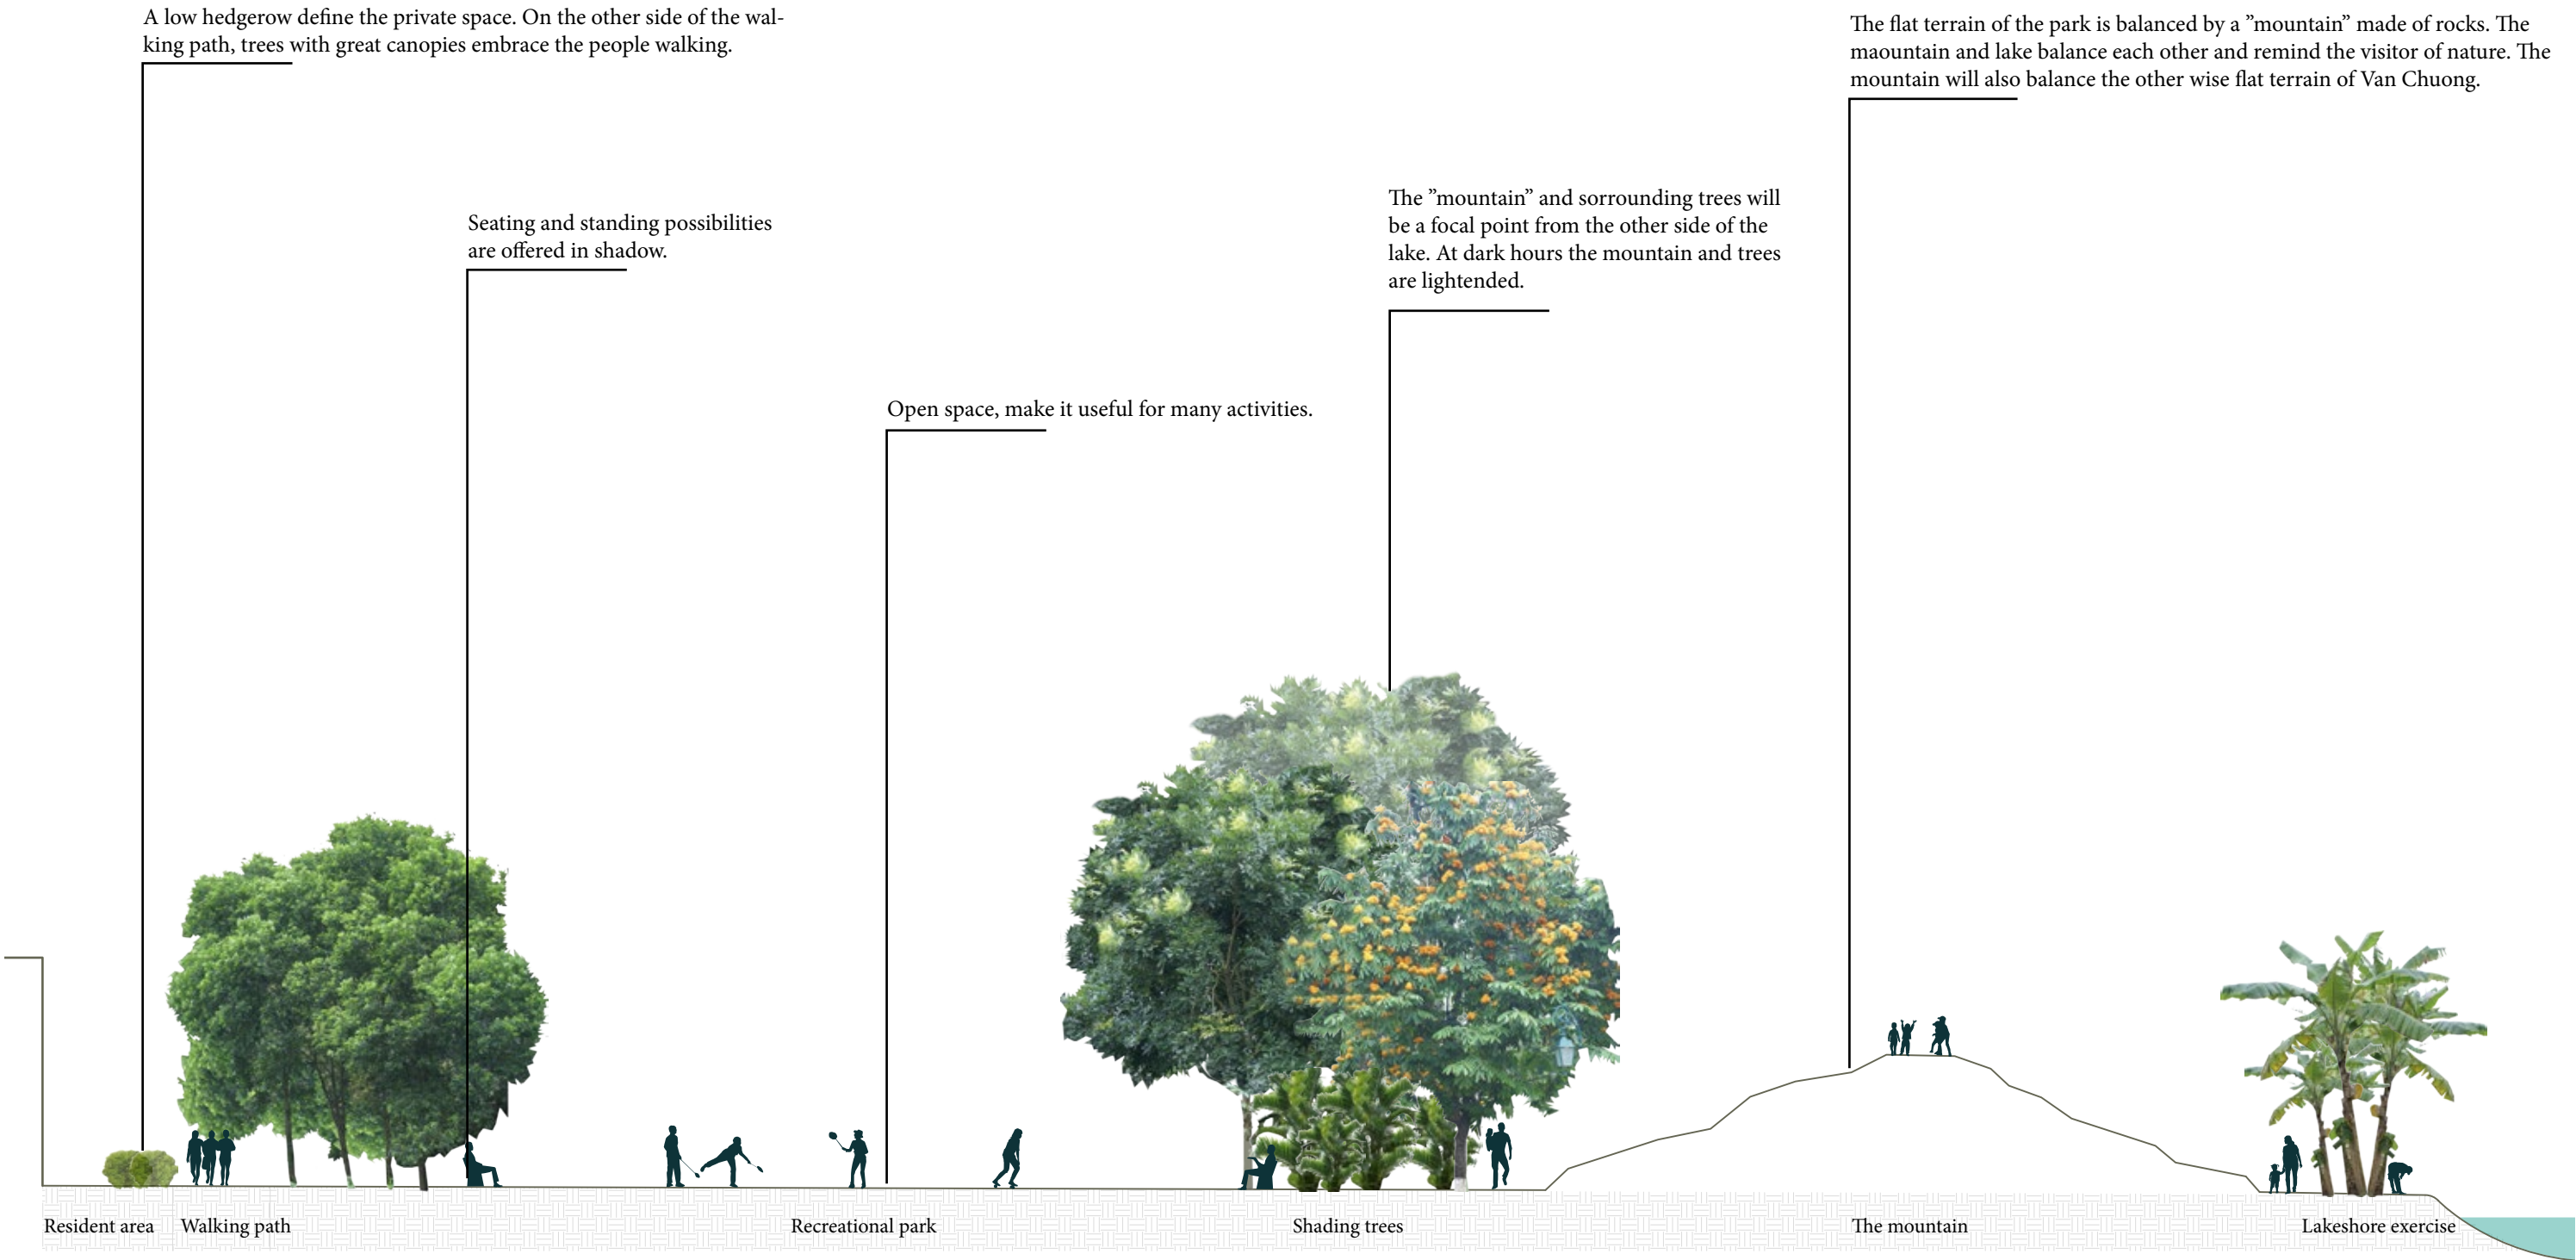 A low hedgerow define the private space. On the other side of the wal-
king path, trees with great canopies embrace the people walking.
The flat terrain of the park is balanced by a ”mountain” made of rocks. The
maountain and lake balance each other and remind the visitor of nature. The
mountain will also balance the other wise flat terrain of Van Chuong.
Seating and standing possibilities
are offered in shadow.
The ”mountain” and sorrounding trees will
be a focal point from the other side of the
lake. At dark hours the mountain and trees
are lightended.
Open space, make it useful for many activities.
Resident area
Walking path
Recreational park
Shading trees
The mountain
Lakeshore exercise